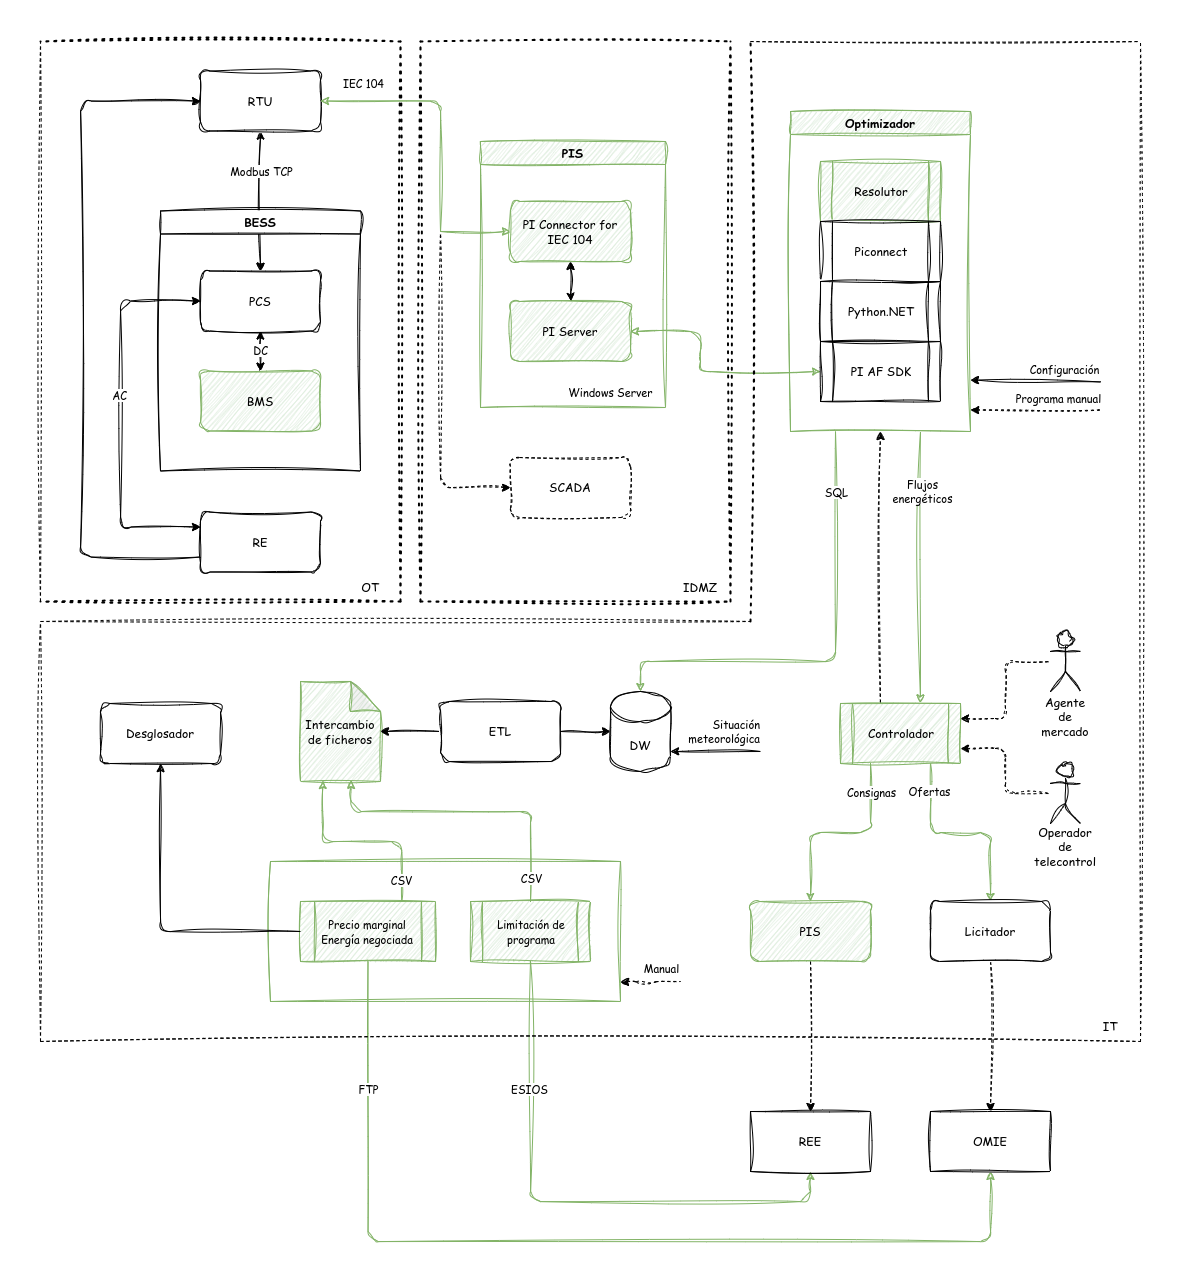 RTU
IEC 104
Modbus TCP
BESS
PCS
DC
BMS
AC
RE
OT
PIS
PI Connector for
IEC 104
PI Server
Windows Server
SCADA
IDMZ
Optimizador
Resolutor
Piconnect
Python.NET
PI AF SDK
Configuración
Programa manual
SQL
Flujos
energéticos
Desglosador
Intercambio
de ficheros
ETL
DW
Situación
meteorológica
Controlador
Agente
de
mercado
Operador
de
telecontrol
Consignas
Ofertas
CSV
CSV
Precio marginal
Energía negociada
Limitación de
programa
Manual
PIS
Licitador
IT
FTP
ESIOS
REE
OMIE